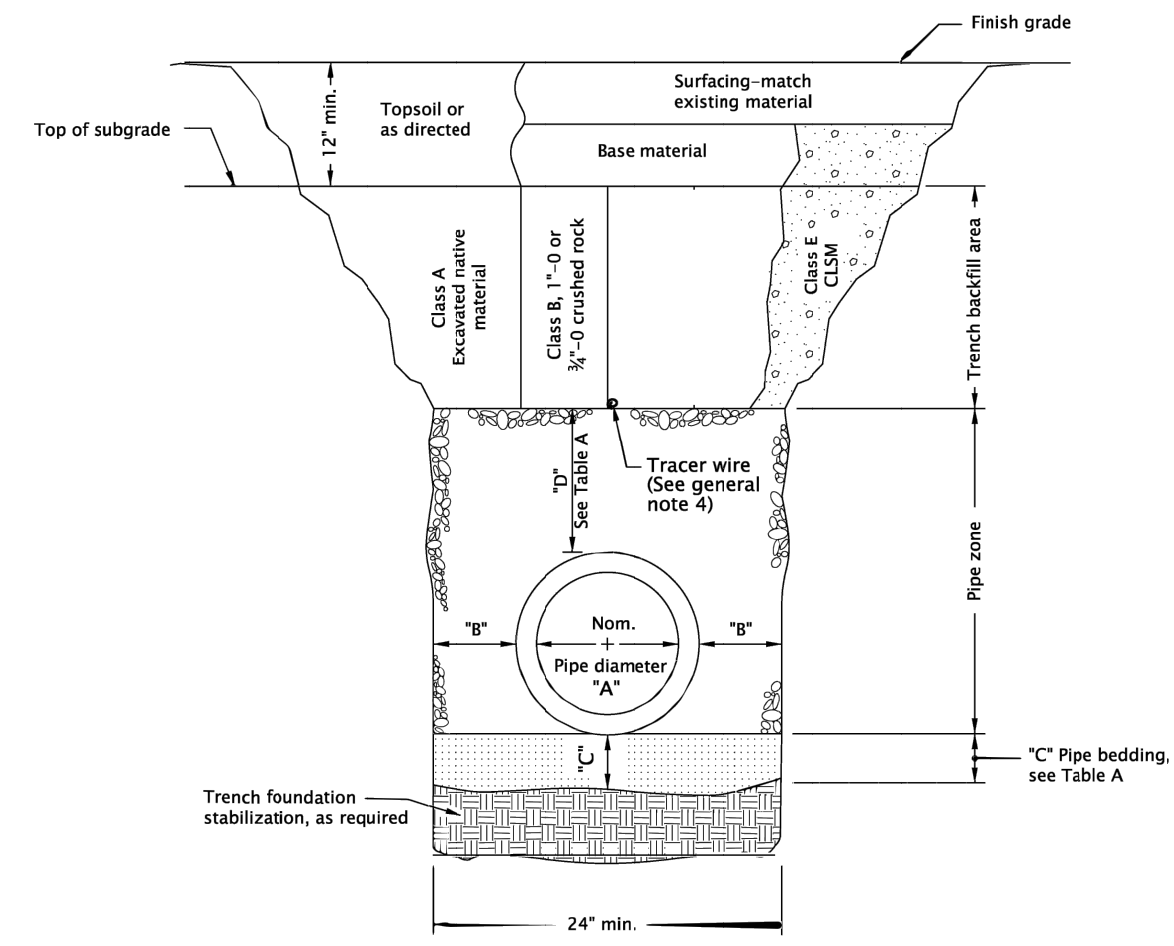 Finish grade
Surfacing-match
existing material
Topsoil or
as directed
12" min.
Top of subgrade
Base material
Class A
Excavated native
material
Class B, 1"-0 or
¾"-0 crushed rock
Class E
CLSM
Trench backfill area
"D"
See Table A
Tracer wire
(See general
note 4)
Pipe zone
"B"
Nom.
"B"
Pipe diameter
"A"
"C"
"C" Pipe bedding,
see Table A
Trench foundation
stabilization, as required
24" min.